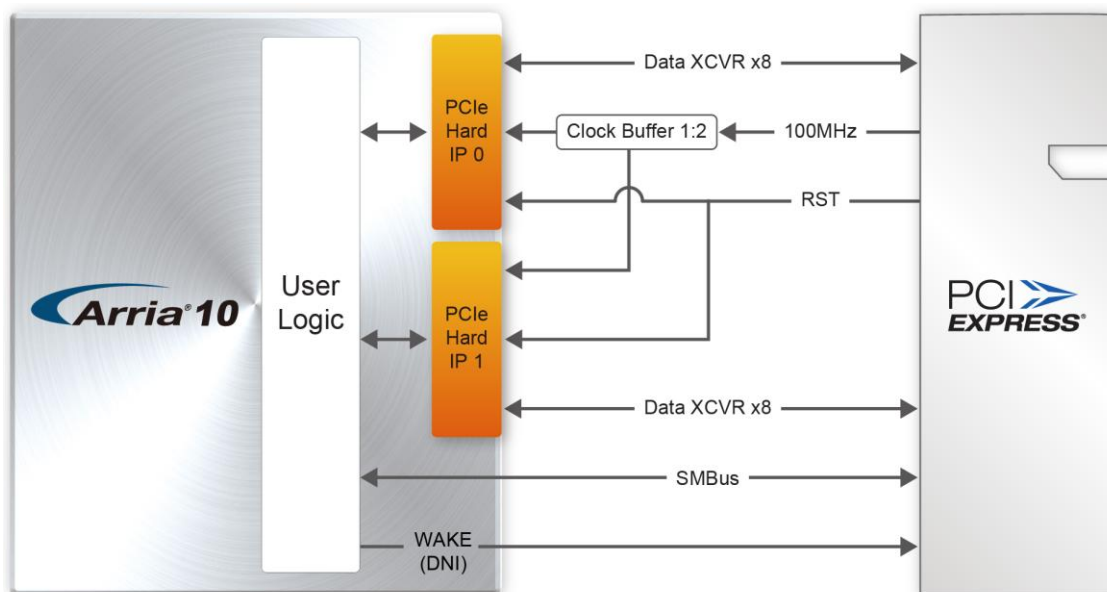 Data XCVR x8
PCIe
Hard
IP 0
Clock Buffer 1:2
100MHz
RST
Arria® 10
User
Logic
PCIe
Hard
IP 1
PCI
EXPRESS®
Data XCVR x8
SMBus
WAKE
(DNI)